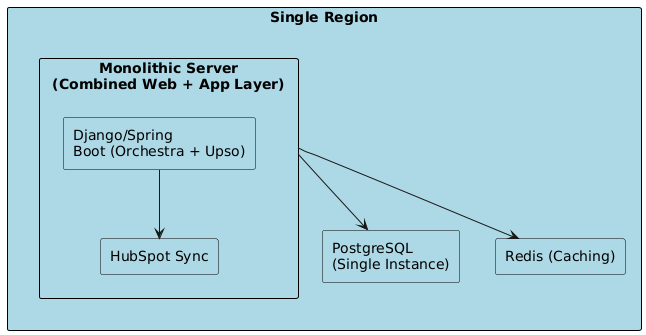 Single Region
Monolithic Server
(Combined Web + App Layer)
Django/Spring
Boot (Orchestra + Upso)
HubSpot Sync
PostgreSQL
(Single Instance)
Redis (Caching)